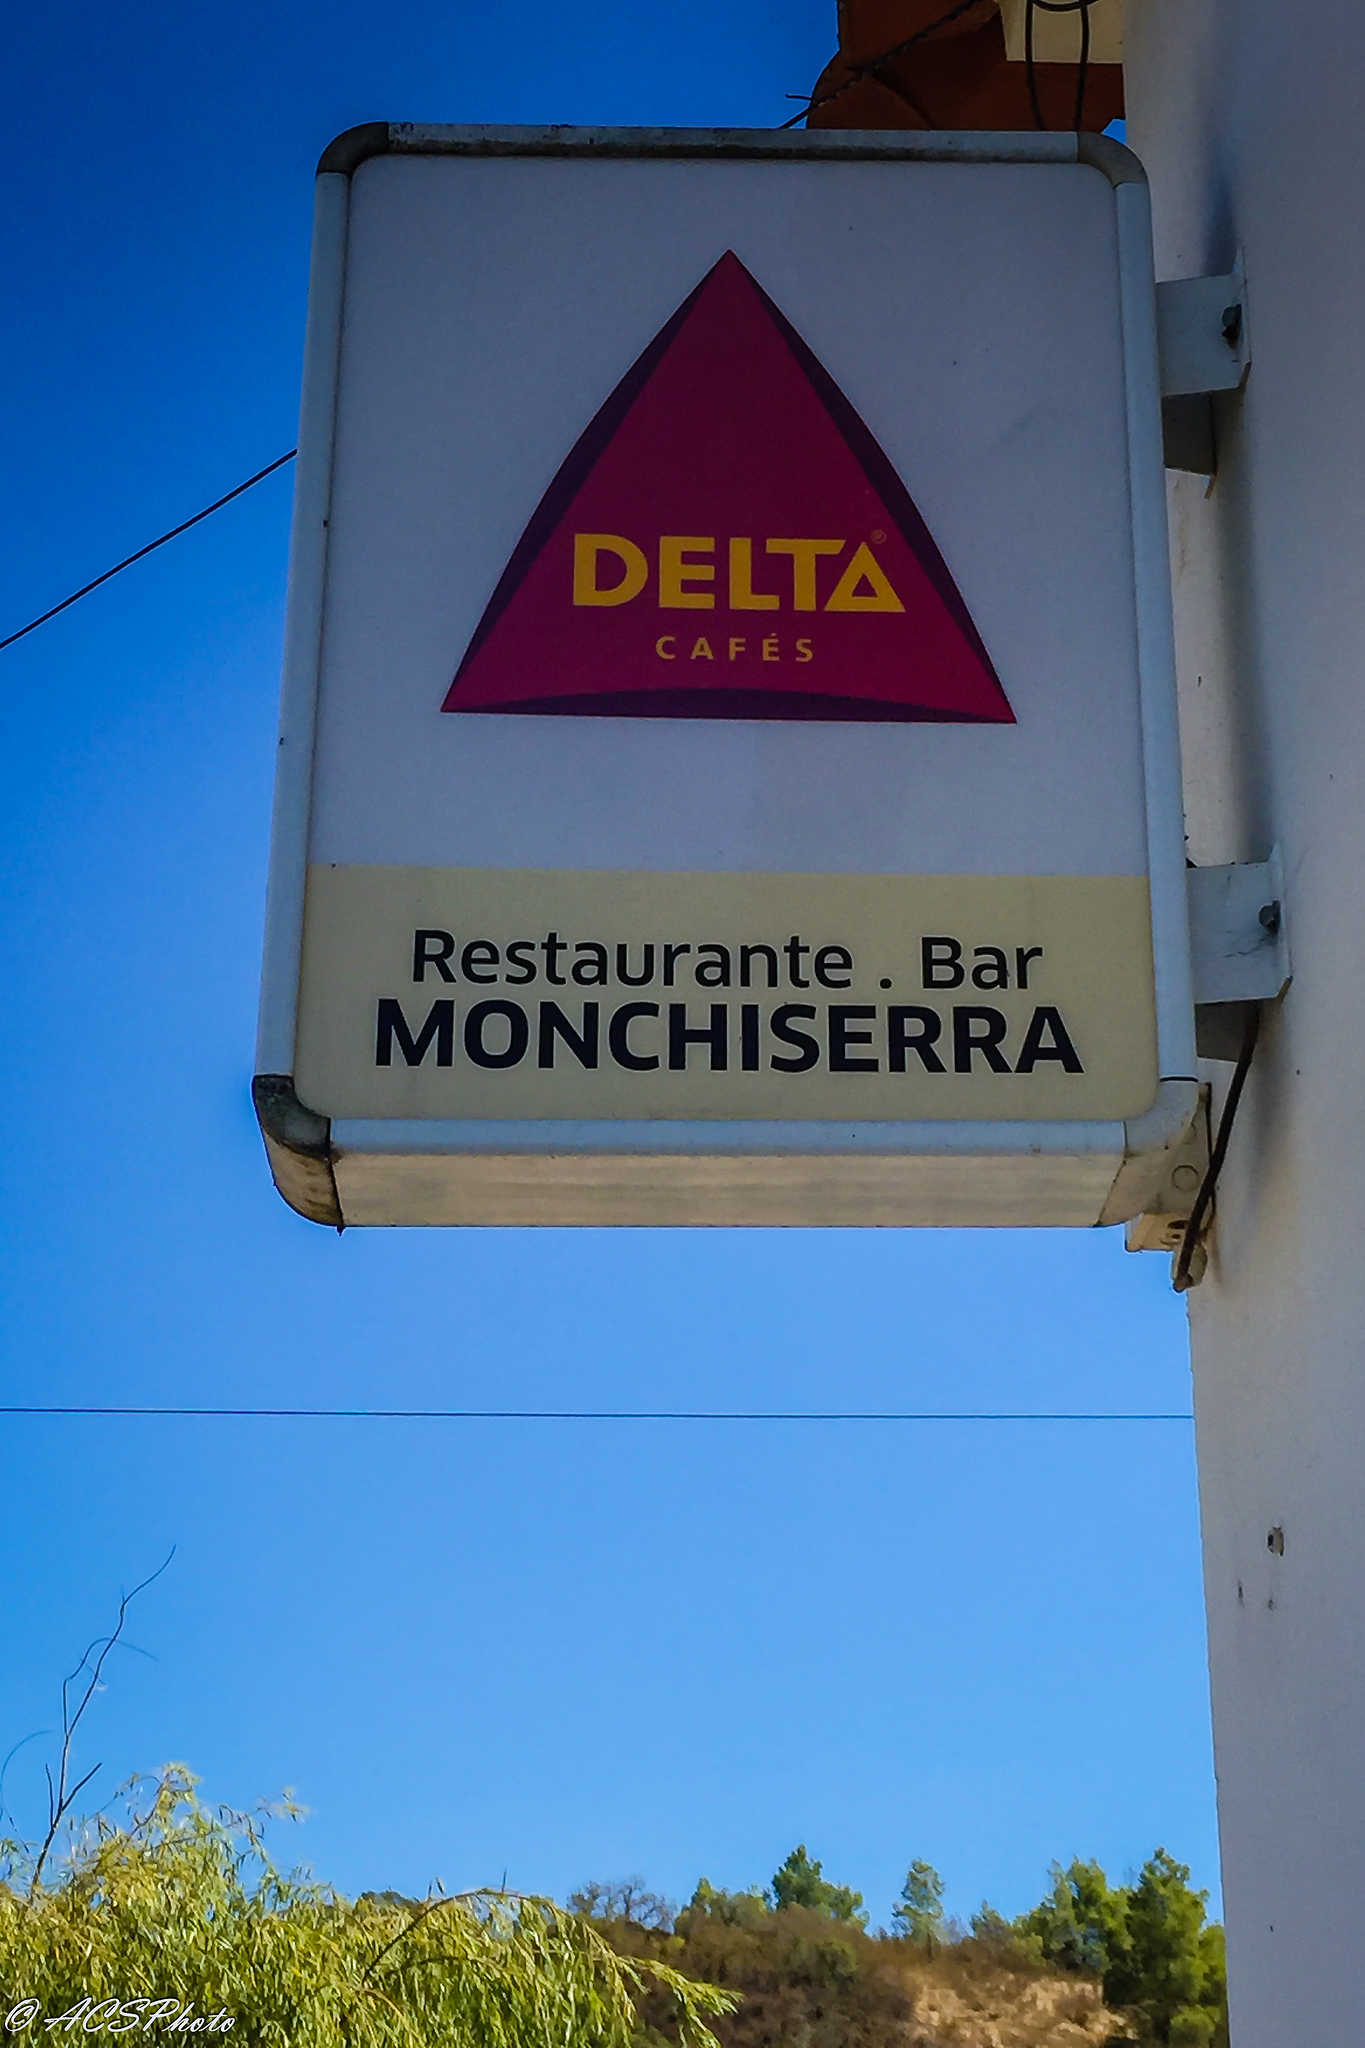 DELTA®
CAFÉS
Restaurante . Bar
MONCHISERRA
© ACSPhoto